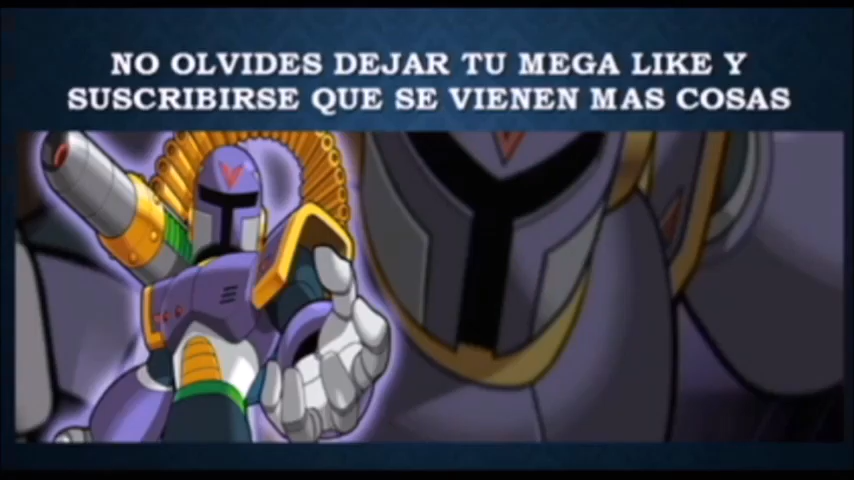 NO OLVIDES DEJAR TU MEGA LIKE Y
SUSCRIBIRSE QUE SE VIENEN MAS COSAS